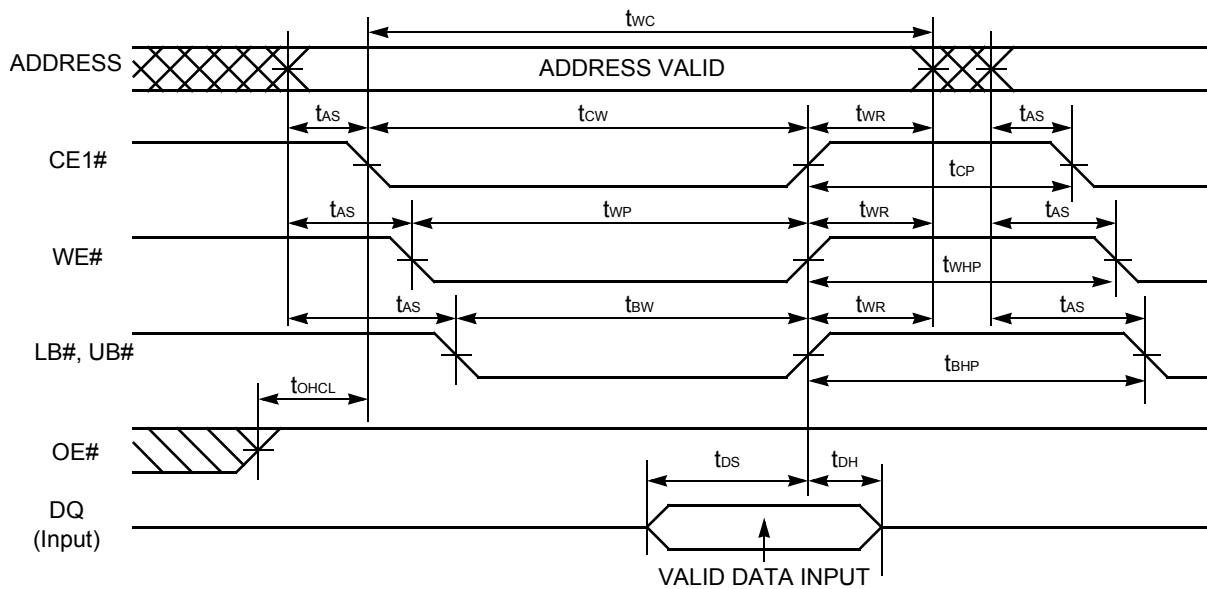 tWC
ADDRESS
ADDRESS VALID
tAS
tCW
tWR
tAS
CE1#
tCP
tAS
tWP
tWR
tAS
WE#
tWHP
tAS
tBW
tWR
tAS
LB#, UB#
tBHP
tOHCL
OE#
tDS
tDH
DQ
(Input)
VALID DATA INPUT